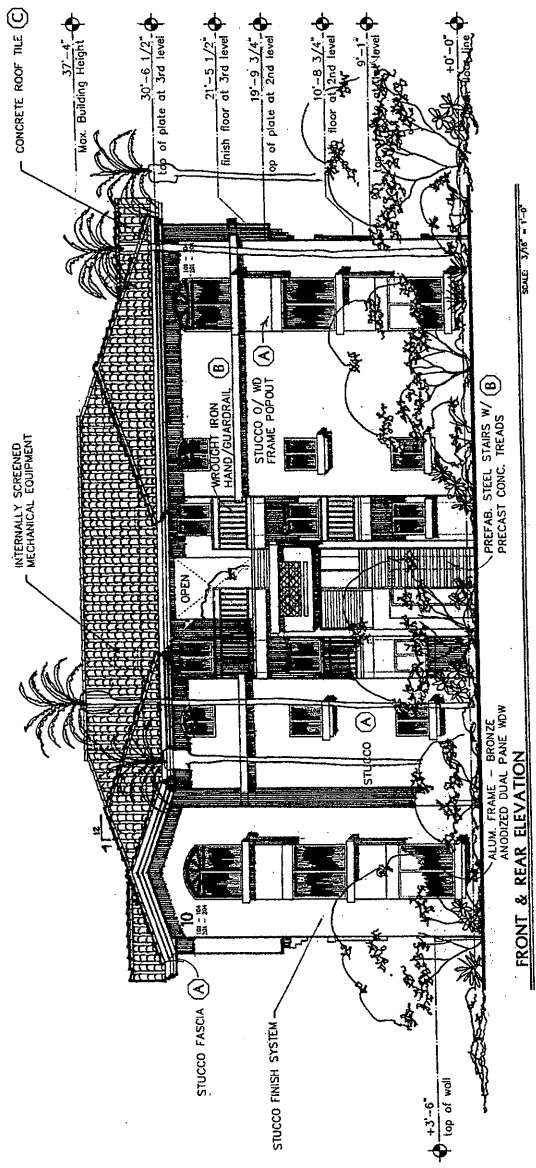 CONCRETE ROOF TILE C
37'-4"
Max. Building Height
30'-6 1/2"
top of plate at 3rd level
21'-5 1/2"
finish floor at 3rd level
19'-9 3/4"
top of plate at 2nd level
10'-8 3/4"
finish floor at 2nd level
9'-1"
level
+0'-0"
floor line
INTERNALLY SCREENED
MECHANICAL EQUIPMENT
12
4
OPEN
WROUGHT IRON
HAND/GUARDRAIL
B
STUCCO O/ WD
FRAME POPOUT
A
STUCCO
A
10
STUCCO FASCIA A
STUCCO FINISH SYSTEM
+3'-6"
top of wall
ALUM. FRAME - BRONZE
ANODIZED DUAL PANE WDW
PREFAB. STEEL STAIRS W/
PRECAST CONC. TREADS
B
FRONT & REAR ELEVATION
SCALE: 3/16" = 1'-0"